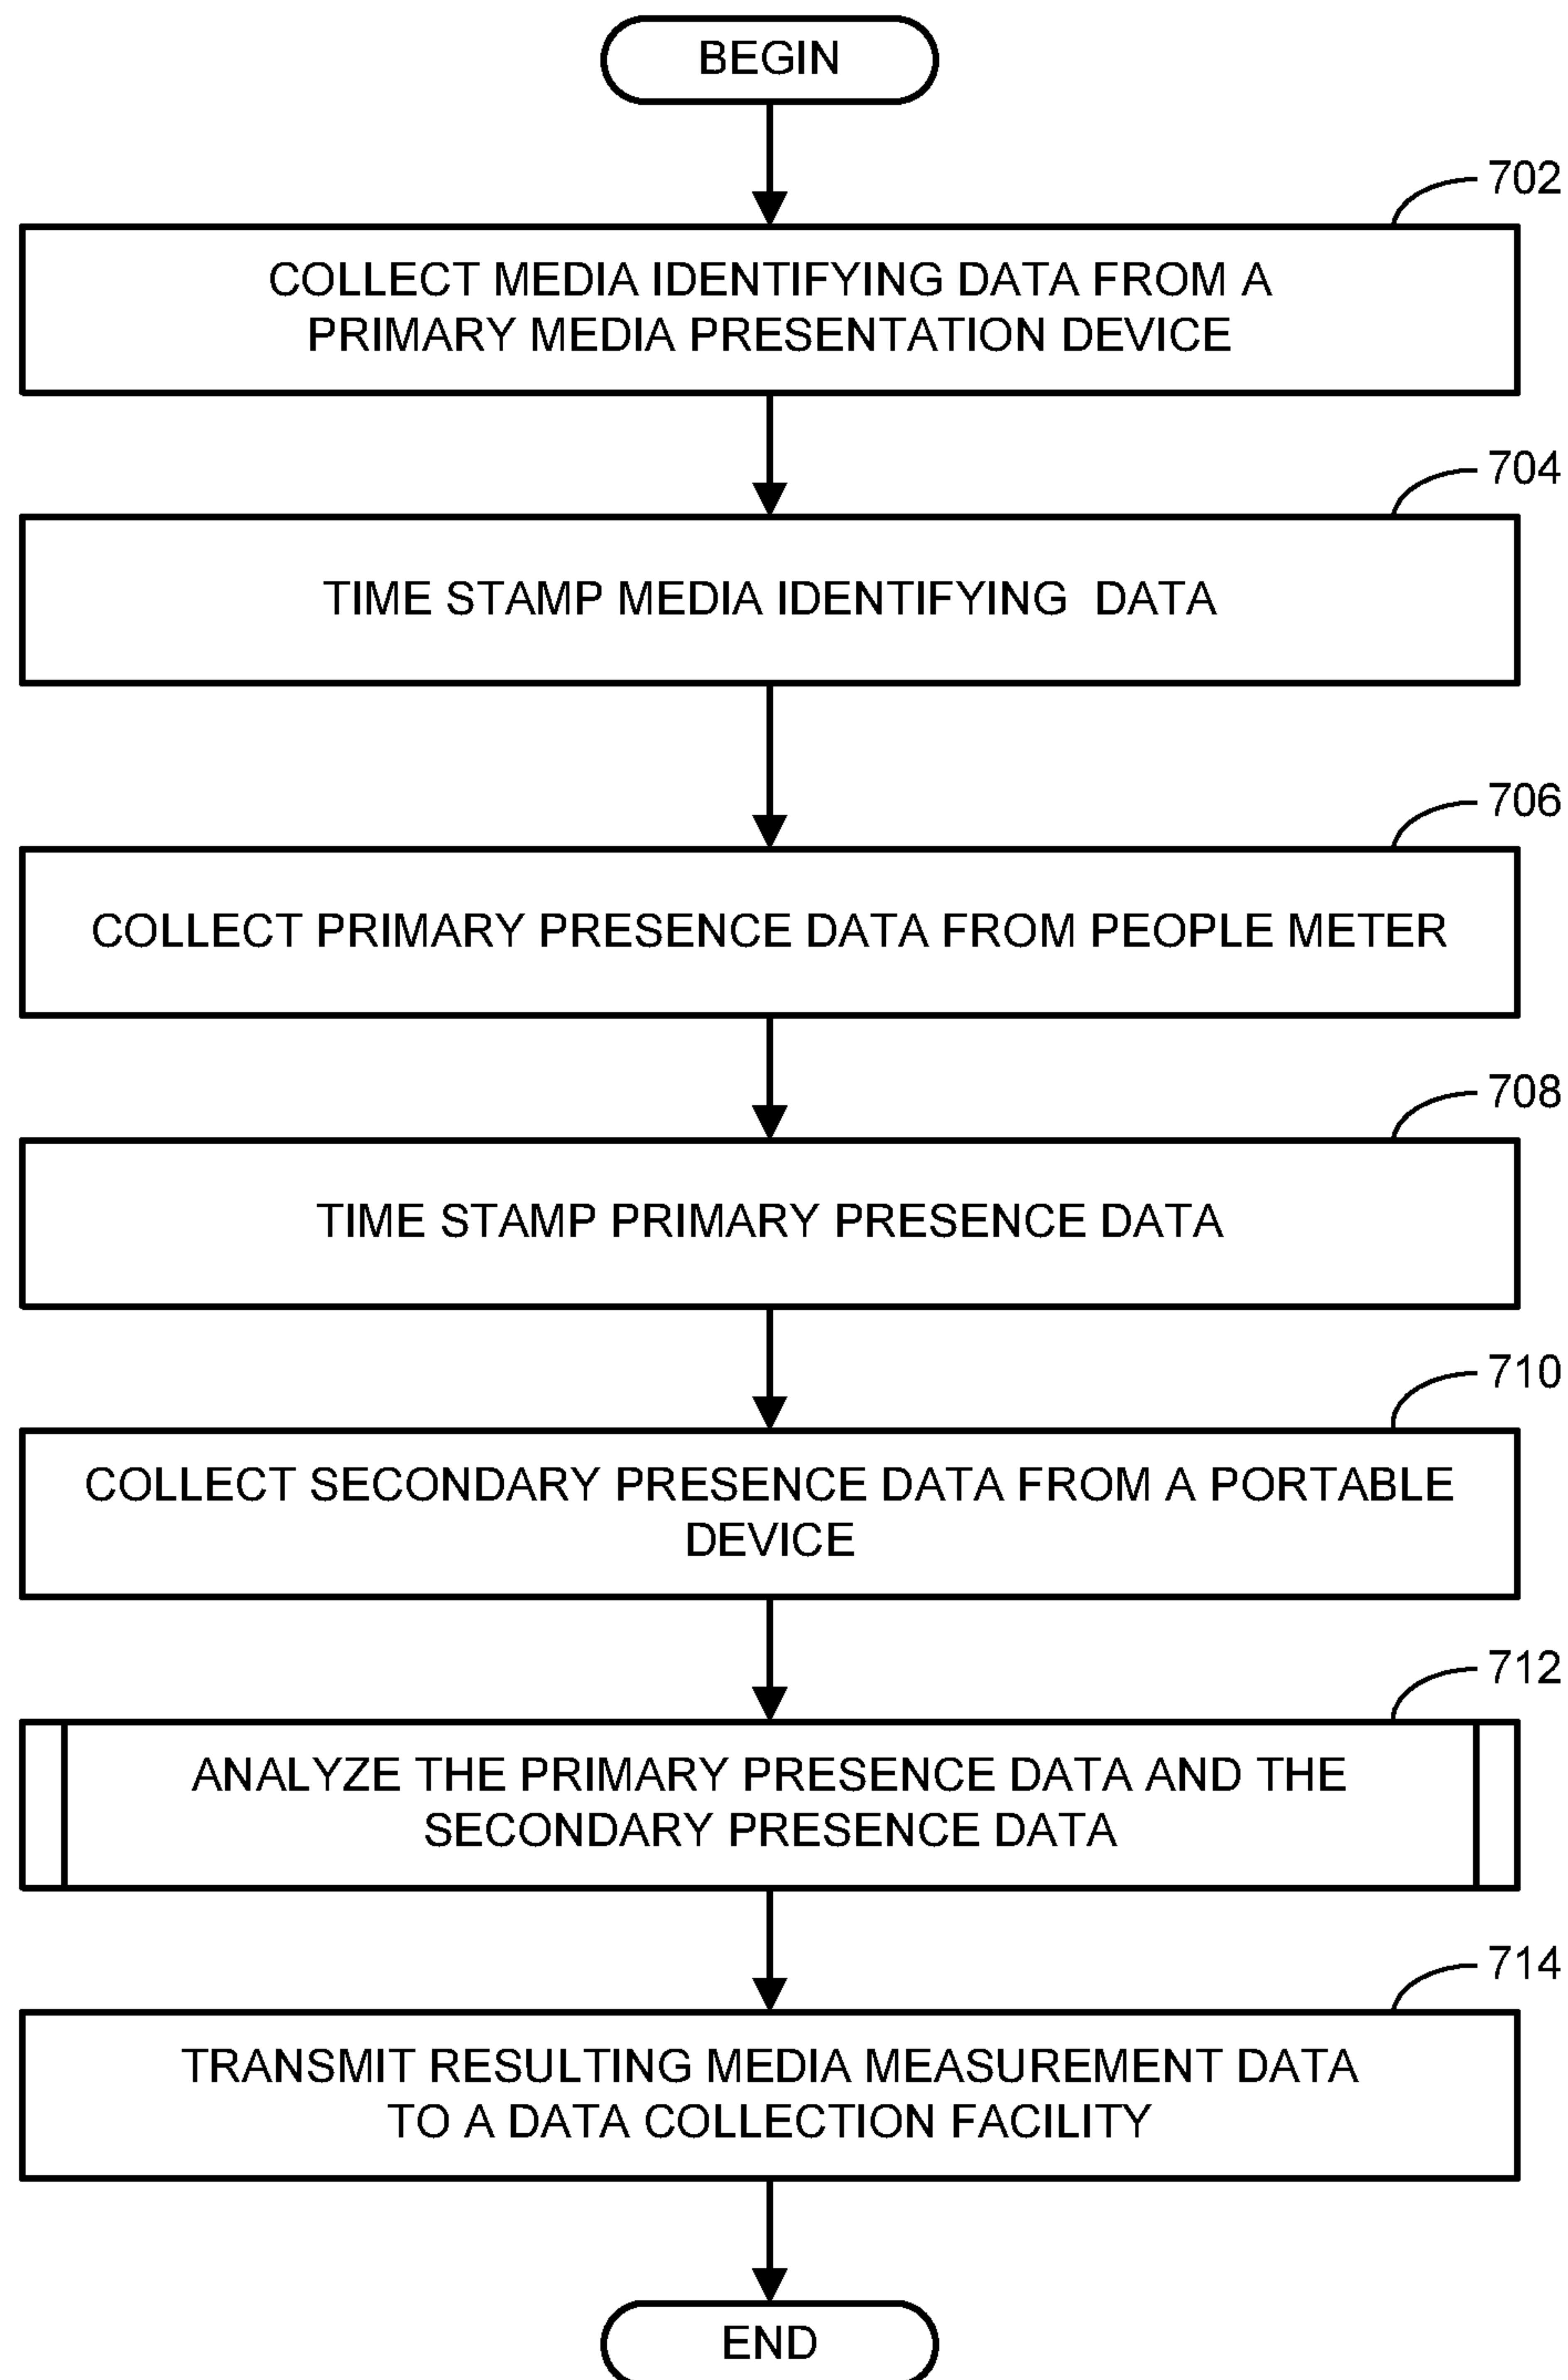 BEGIN
702
COLLECT MEDIA IDENTIFYING DATA FROM A
PRIMARY MEDIA PRESENTATION DEVICE
704
TIME STAMP MEDIA IDENTIFYING DATA
706
COLLECT PRIMARY PRESENCE DATA FROM PEOPLE METER
708
TIME STAMP PRIMARY PRESENCE DATA
710
COLLECT SECONDARY PRESENCE DATA FROM A PORTABLE
DEVICE
712
ANALYZE THE PRIMARY PRESENCE DATA AND THE
SECONDARY PRESENCE DATA
714
TRANSMIT RESULTING MEDIA MEASUREMENT DATA
TO A DATA COLLECTION FACILITY
END